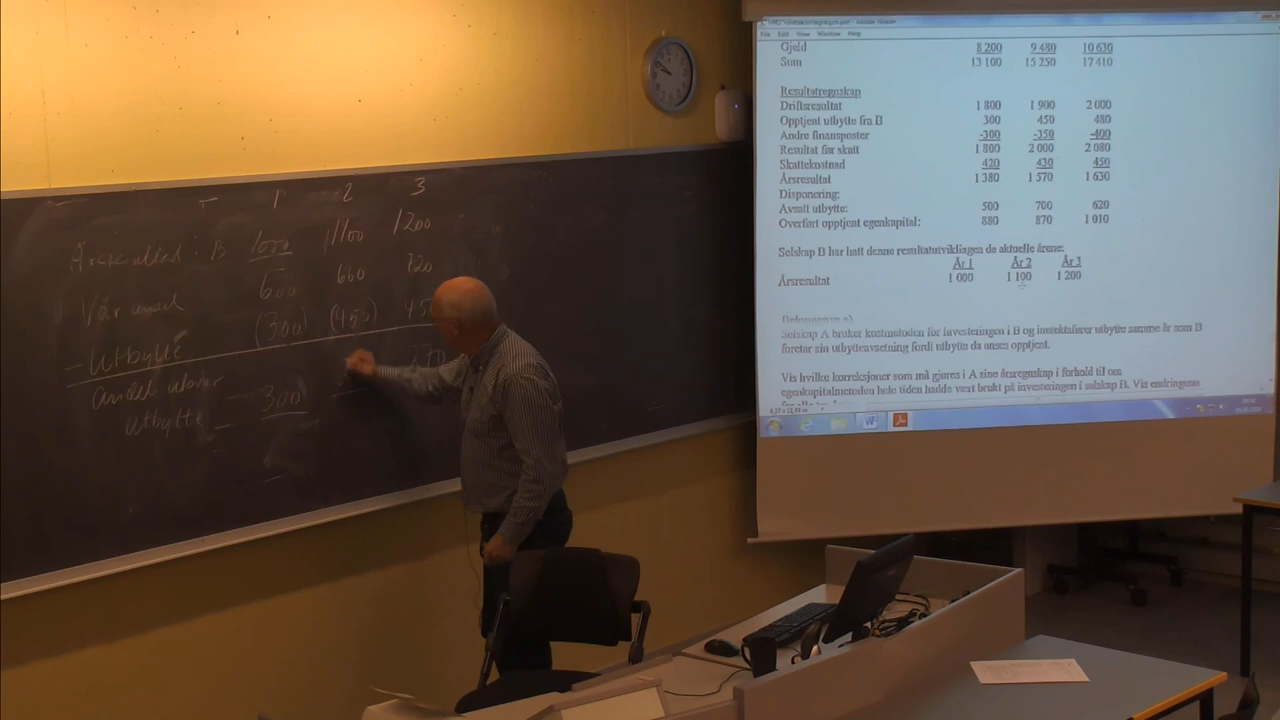 1 2 3
Årsresultat i B 1000 1100 1200
Vår andel 600 660 720
- Utbytte (300) (450) 45
andel utover 300 270
utbytte
File Edit View Window Help
Gjeld 8 200 9 480 10 630
Sum 13 100 15 250 17 410
Resultatregnskap
Driftsresultat 1 800 1 900 2 000
Opptjent utbytte fra B 300 450 480
Andre finansposter -300 -350 -400
Resultat før skatt 1 800 2 000 2 080
Skattekostnad 420 430 450
Årsresultat 1 380 1 570 1 630
Disponering:
Avsatt utbytte: 500 700 620
Overført opptjent egenkapital: 880 870 1 010
Selskap B har hatt denne resultatutviklingen de aktuelle årene:
År 1 År 2 År 3
Årsresultat 1 000 1 100 1 200
Selskap A bruker kostmetoden for investeringen i B og inntektsfører utbytte samme år som B
foretar sin utbytteavsetning fordi utbytte da anses opptjent.
Vis hvilke korreksjoner som må gjøres i A sine årsregnskap i forhold til om
egenkapitalmetoden hele tiden hadde vært brukt på investeringen i selskap B. Vis endringene